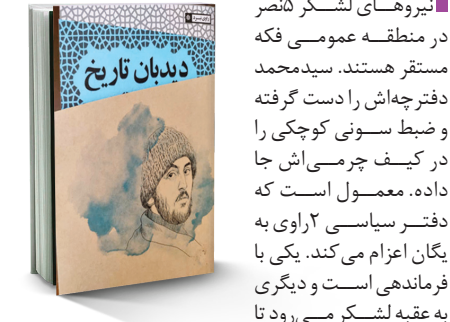 نیروهـای لشـکر ۵نصر
در منطقـه عمومـی فکه
مستقر هستند. سیدمحمد
دفترچه‌اش را دست گرفته
و ضبط سـونی کوچکی را
در کیـف چرمـی‌اش جا
داده. معمـول اسـت که
دفتـر سیاسـی ۲راوی به
یگان اعزام می‌کند. یکی با
فرماندهی اسـت و دیگری
به عقبه لشـکر مـی‌رود تا
دیدبان تاریخ